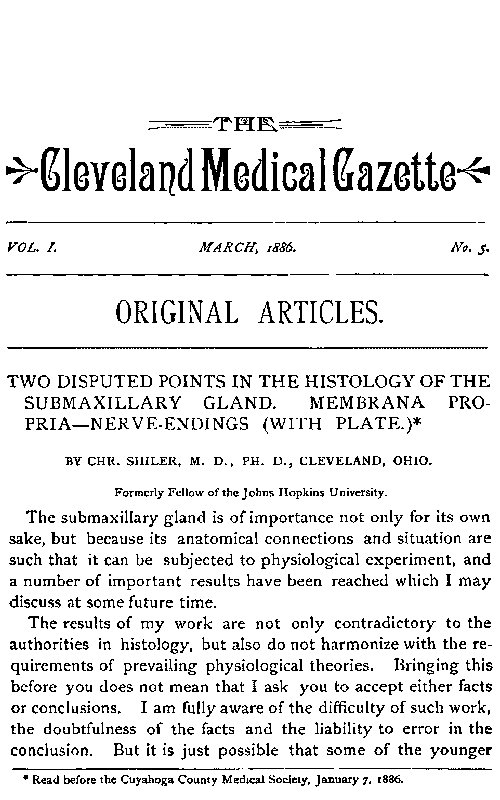 THE
Cleveland Medical Gazette
VOL. I. MARCH, 1886. No. 5.
ORIGINAL ARTICLES.
TWO DISPUTED POINTS IN THE HISTOLOGY OF THE
SUBMAXILLARY GLAND. MEMBRANA PRO-
PRIA—NERVE-ENDINGS (WITH PLATE.)*
BY CHR. SIHLER, M. D., PH. D., CLEVELAND, OHIO.
Formerly Fellow of the Johns Hopkins University.
The submaxillary gland is of importance not only for its own
sake, but because its anatomical connections and situation are
such that it can be subjected to physiological experiment, and
a number of important results have been reached which I may
discuss at some future time.
The results of my work are not only contradictory to the
authorities in histology, but also do not harmonize with the re-
quirements of prevailing physiological theories. Bringing this
before you does not mean that I ask you to accept either facts
or conclusions. I am fully aware of the difficulty of such work,
the doubtfulness of the facts and the liability to error in the
conclusion. But it is just possible that some of the younger
* Read before the Cuyahoga County Medical Society, January 7, 1886.